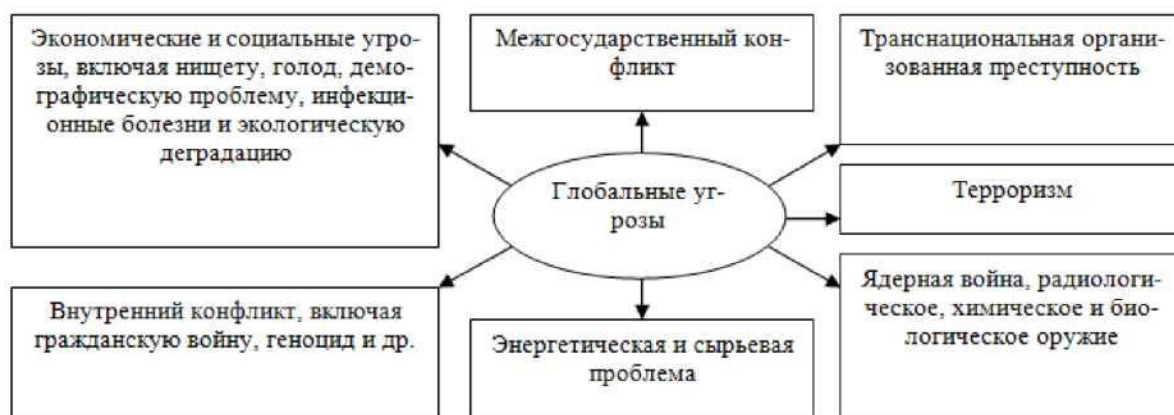 Экономические и социальные угро-
зы, включая нищету, голод, демо-
графическую проблему, инфекци-
онные болезни и экологическую
деградацию
Межгосударственный кон-
фликт
Транснациональная органи-
зованная преступность
Глобальные уг-
розы
Терроризм
Внутренний конфликт, включая
гражданскую войну, геноцид и др.
Энергетическая и сырьевая
проблема
Ядерная война, радиологи-
ческое, химическое и био-
логическое оружие